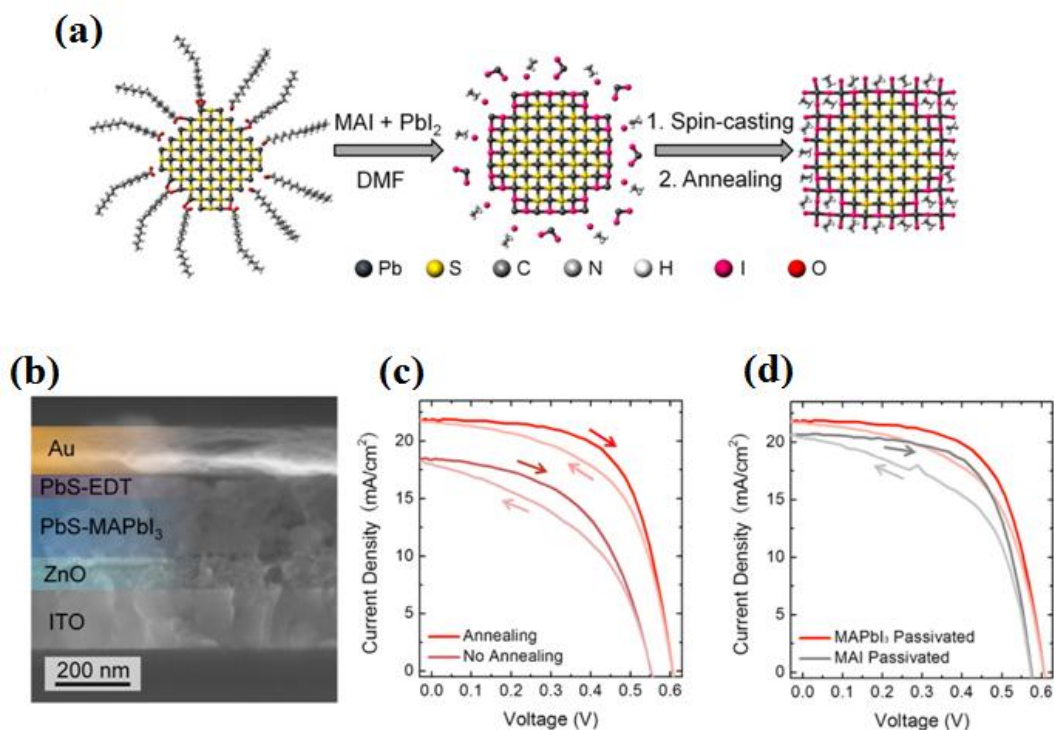 (a)
MAI + PbI₂
DMF
1. Spin-casting
2. Annealing
Pb S C N H I O
(b)
Au
PbS-EDT
PbS-MAPbI₃
ZnO
ITO
200 nm
(c)
Current Density (mA/cm²)
20
15
10
5
0
Annealing
No Annealing
0.0 0.1 0.2 0.3 0.4 0.5 0.6
Voltage (V)
(d)
Current Density (mA/cm²)
20
15
10
5
0
MAPbI₃ Passivated
MAI Passivated
0.0 0.1 0.2 0.3 0.4 0.5 0.6
Voltage (V)